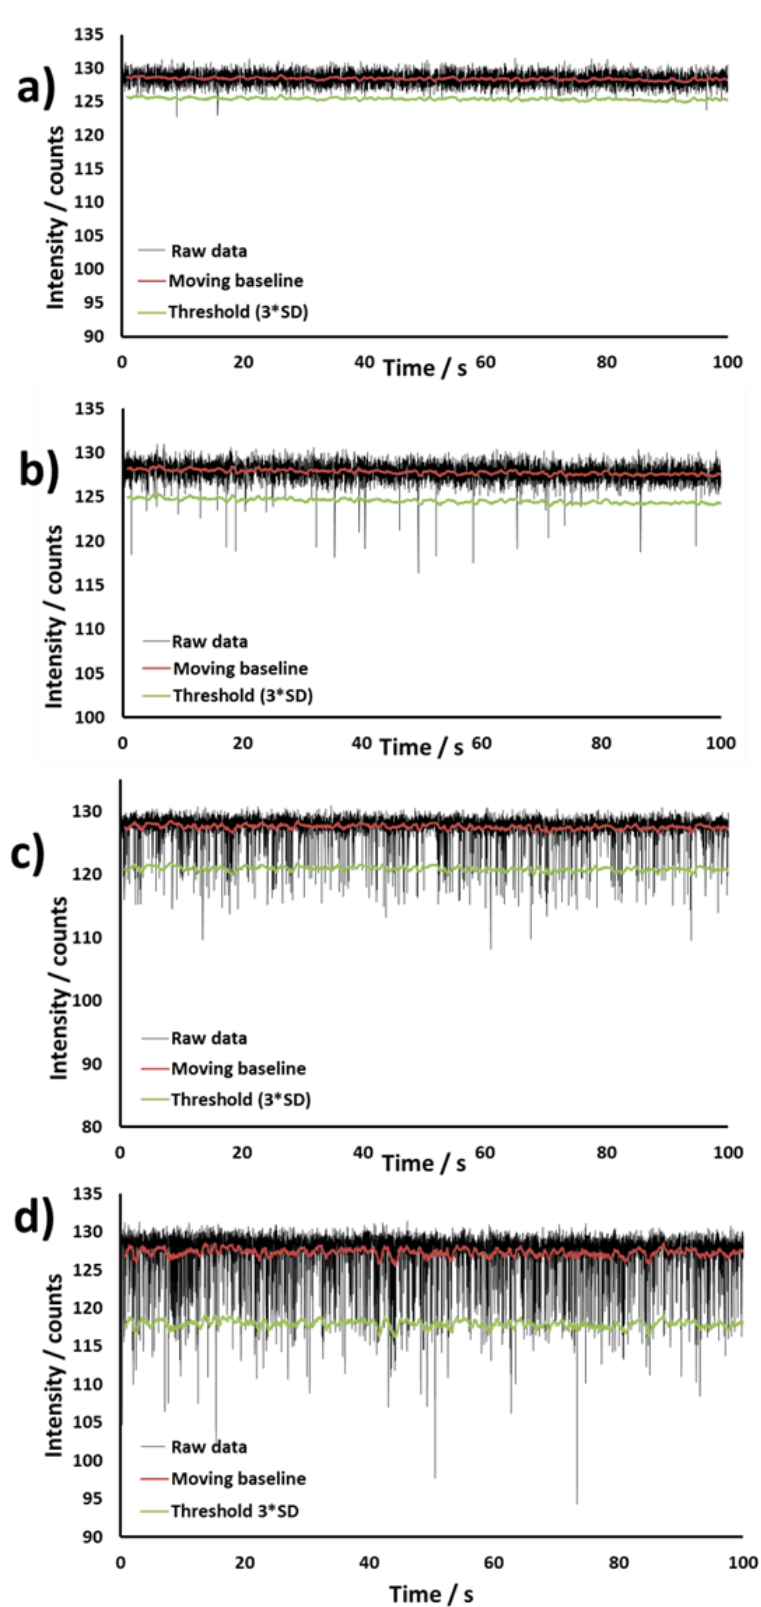 a)
Intensity / counts
135
130
125
120
115
110
105
100
95
90
Raw data
Moving baseline
Threshold (3*SD)
0 20 40 60 80 100
Time / s
b)
Intensity / counts
135
130
125
120
115
110
105
100
Raw data
Moving baseline
Threshold (3*SD)
0 20 40 60 80 100
Time / s
c)
Intensity / counts
130
120
110
100
90
80
Raw data
Moving baseline
Threshold (3*SD)
0 20 40 60 80 100
Time / s
d)
Intensity / counts
135
130
125
120
115
110
105
100
95
90
Raw data
Moving baseline
Threshold 3*SD
0 20 40 60 80 100
Time / s